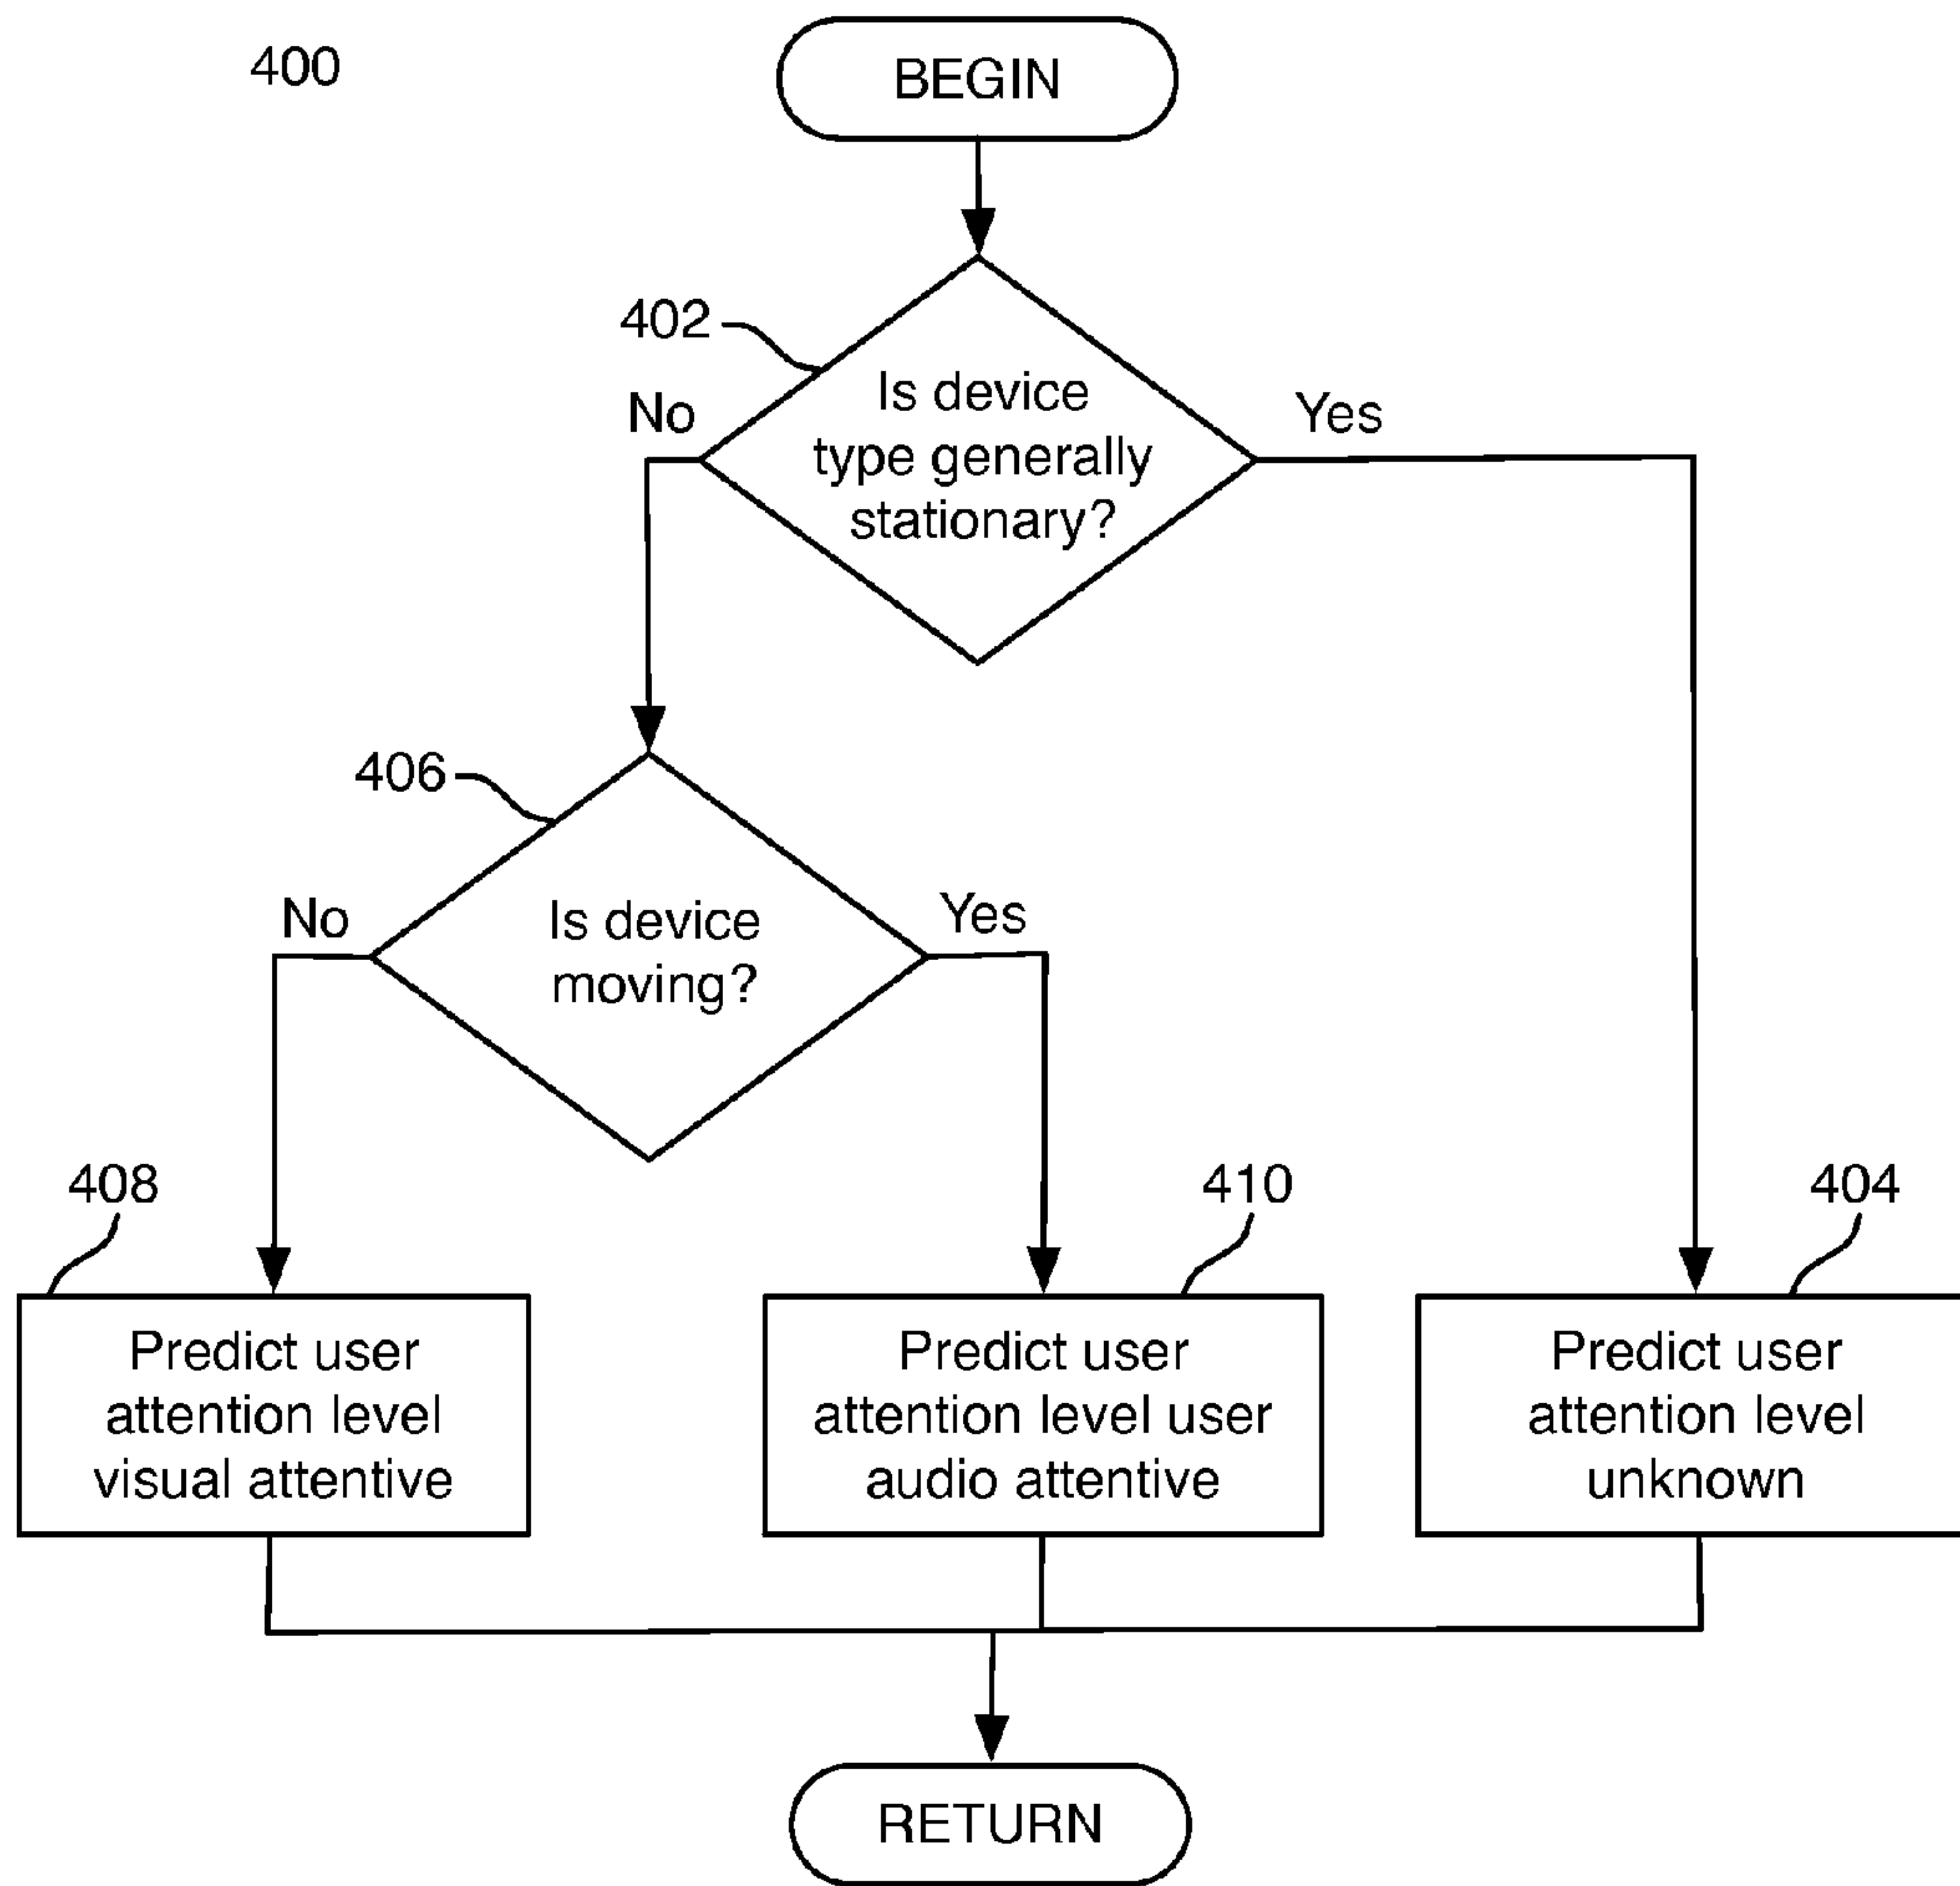 400
BEGIN
402
No
Yes
Is device
type generally
stationary?
406
No
Yes
Is device
moving?
408
410
404
Predict user
attention level
visual attentive
Predict user
attention level user
audio attentive
Predict user
attention level
unknown
RETURN